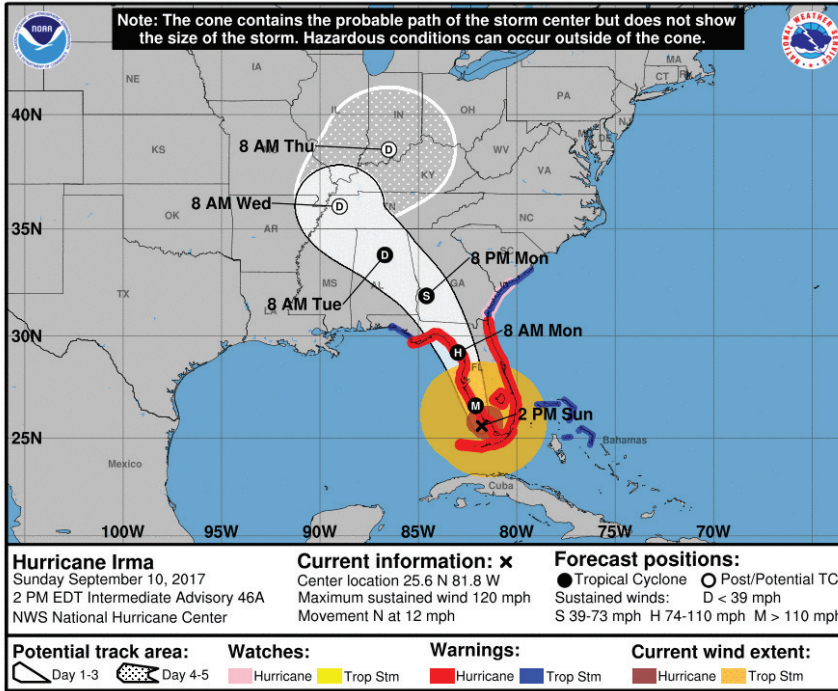 Note: The cone contains the probable path of the storm center but does not show
the size of the storm. Hazardous conditions can occur outside of the cone.
NOAA
NATIONAL WEATHER SERVICE
NE
IA
IL
IN
OH
PA
MA
CT
NJ
DE
KS
KY
WV
VA
OK
AR
TN
NC
TX
LA
MS
AL
GA
SC
FL
Mexico
Cuba
Bahamas
40N
35N
30N
25N
100W
95W
90W
85W
80W
75W
70W
8 AM Thu
D
8 AM Wed
D
8 AM Tue
D
8 PM Mon
S
8 AM Mon
H
M
2 PM Sun
Hurricane Irma
Sunday September 10, 2017
2 PM EDT Intermediate Advisory 46A
NWS National Hurricane Center
Current information: ×
Center location 25.6 N 81.8 W
Maximum sustained wind 120 mph
Movement N at 12 mph
Forecast positions:
Tropical Cyclone Post/Potential TC
Sustained winds: D < 39 mph
S 39-73 mph H 74-110 mph M > 110 mph
Potential track area:
Day 1-3 Day 4-5
Watches:
Hurricane Trop Stm
Warnings:
Hurricane Trop Stm
Current wind extent:
Hurricane Trop Stm